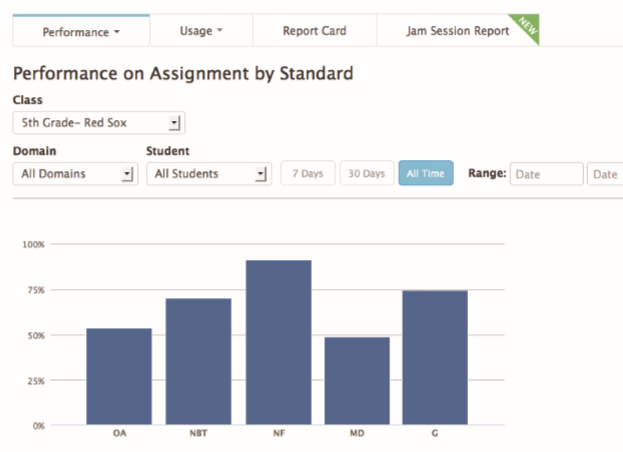 Performance Usage Report Card Jam Session Report NEW
Performance on Assignment by Standard
Class
5th Grade- Red Sox
Domain Student
All Domains All Students 7 Days 30 Days All Time Range: Date Date
100%
75%
50%
25%
0%
OA NBT NF MD G